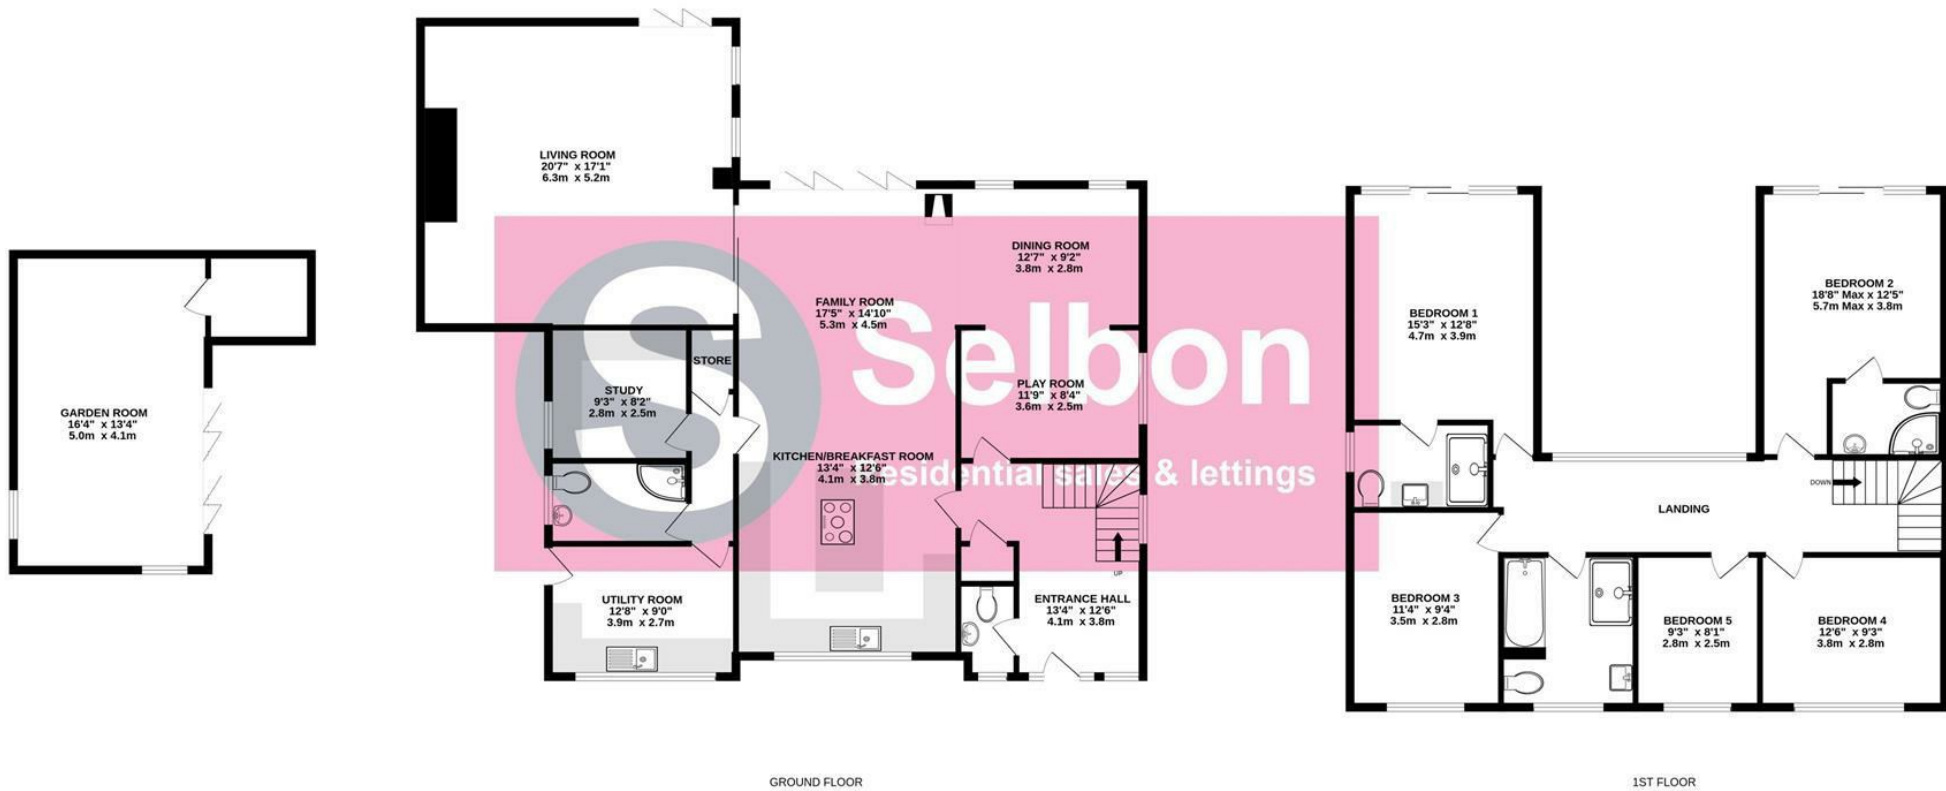 LIVING ROOM
20'7" x 17'1"
6.3m x 5.2m
GARDEN ROOM
16'4" x 13'4"
5.0m x 4.1m
DINING ROOM
12'7" x 9'2"
3.8m x 2.8m
FAMILY ROOM
17'5" x 14'10"
5.3m x 4.5m
STORE
STUDY
9'3" x 8'2"
2.8m x 2.5m
PLAY ROOM
11'9" x 8'4"
3.6m x 2.5m
KITCHEN/BREAKFAST ROOM
13'4" x 12'6"
4.1m x 3.8m
UTILITY ROOM
12'8" x 9'0"
3.9m x 2.7m
UP
ENTRANCE HALL
13'4" x 12'6"
4.1m x 3.8m
S Selbon
residential sales & lettings
GROUND FLOOR
BEDROOM 1
15'3" x 12'8"
4.7m x 3.9m
BEDROOM 2
18'8" Max x 12'5"
5.7m Max x 3.8m
DOWN
LANDING
BEDROOM 3
11'4" x 9'4"
3.5m x 2.8m
BEDROOM 5
9'3" x 8'1"
2.8m x 2.5m
BEDROOM 4
12'6" x 9'3"
3.8m x 2.8m
1ST FLOOR